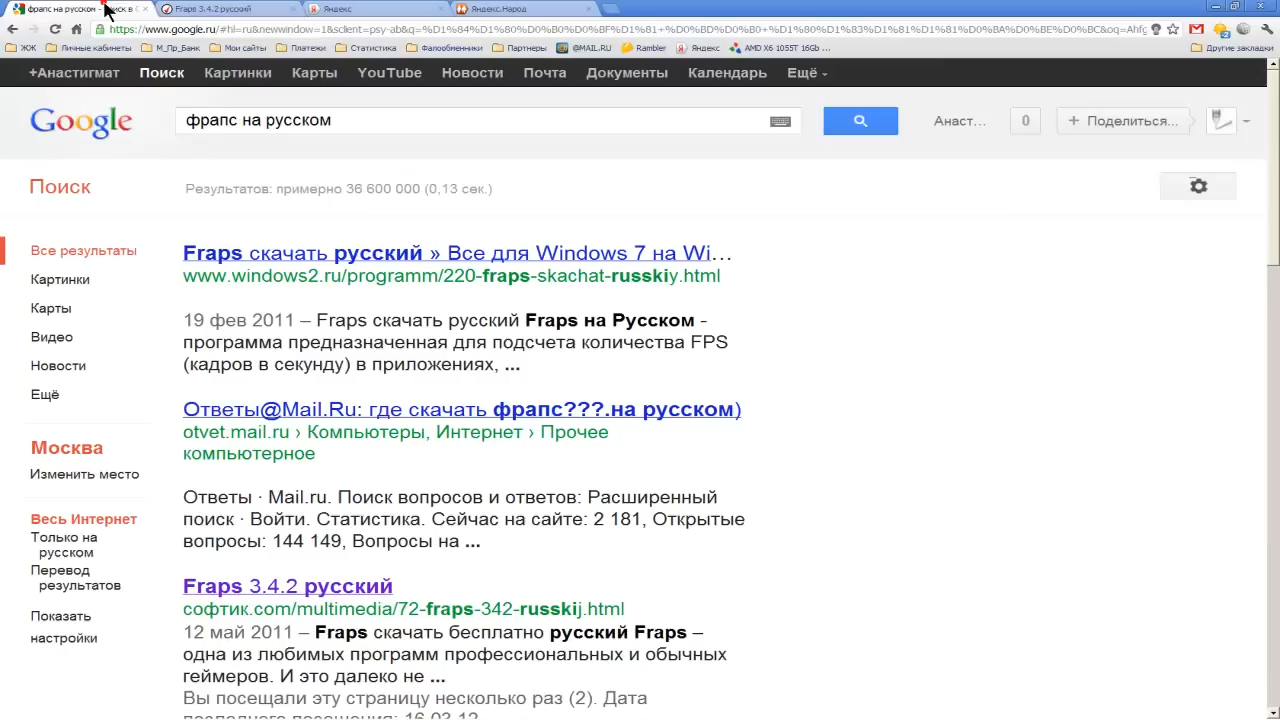 фрапс на русском - Поиск в G
Fraps 3.4.2 русский
Яндекс
Яндекс.Народ
https://www.google.ru/#hl=ru&newwindow=1&sclient=psy-ab&q=%D1%84%D1%80%D0%B0%D0%BF%D1%81+%D0%BD%D0%B0+%D1%80%D1%83%D1%81%D1%81%D0%BA%D0%BE%D0%BC&oq=
ЖЖ Личные кабинеты М_Пр_Банк Мои сайты Платежи Статистика Фалообменники Партнеры @MAIL.RU Rambler Яндекс AMD X6 1055T 16Gb ... Другие закладки
+Анастигмат Поиск Картинки Карты YouTube Новости Почта Документы Календарь Ещё
Google
фрапс на русском
Анаст...
0
+ Поделиться...
Поиск
Результатов: примерно 36 600 000 (0,13 сек.)
Все результаты
Картинки
Карты
Видео
Новости
Ещё
Москва
Изменить место
Весь Интернет
Только на
русском
Перевод
результатов
Показать
настройки
Fraps скачать русский » Все для Windows 7 на Wi...
www.windows2.ru/programm/220-fraps-skachat-russkiy.html
19 фев 2011 – Fraps скачать русский Fraps на Русском -
программа предназначенная для подсчета количества FPS
(кадров в секунду) в приложениях, ...
Ответы@Mail.Ru: где скачать фрапс???.на русском)
otvet.mail.ru › Компьютеры, Интернет › Прочее
компьютерное
Ответы · Mail.ru. Поиск вопросов и ответов: Расширенный
поиск · Войти. Статистика. Сейчас на сайте: 2 181, Открытые
вопросы: 144 149, Вопросы на ...
Fraps 3.4.2 русский
софтик.com/multimedia/72-fraps-342-russkij.html
12 май 2011 – Fraps скачать бесплатно русский Fraps –
одна из любимых программ профессиональных и обычных
геймеров. И это далеко не ...
Вы посещали эту страницу несколько раз (2). Дата
последнего посещения: 16.03.12